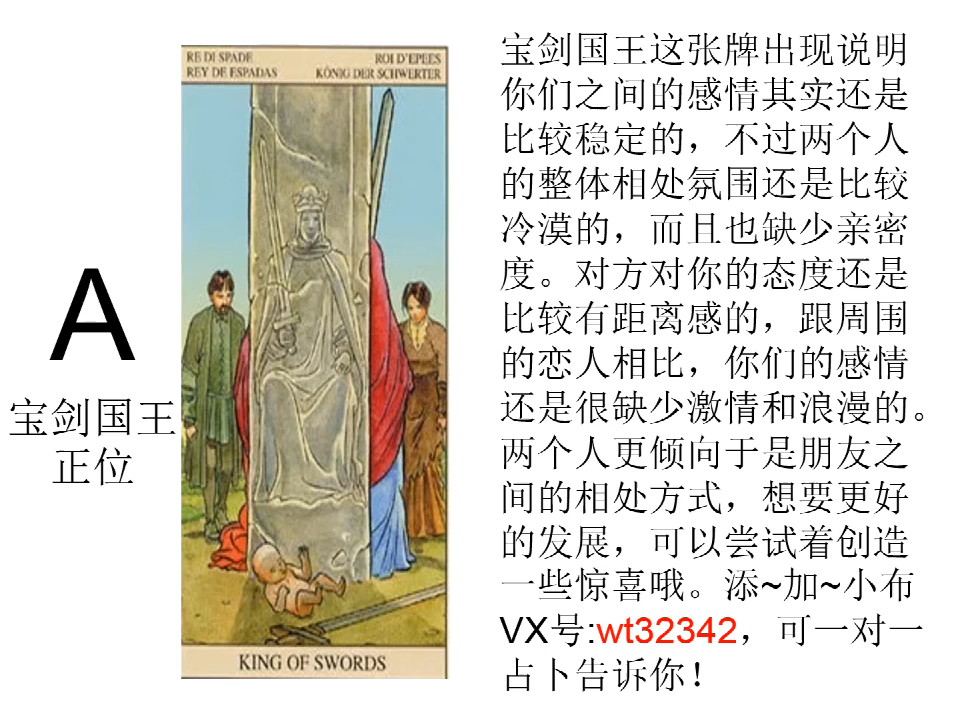 A
宝剑国王
正位
RE DI SPADE
REY DE ESPADAS
ROI D'EPEES
KÖNIG DER SCHWERTER
KING OF SWORDS
宝剑国王这张牌出现说明
你们之间的感情其实还是
比较稳定的，不过两个人
的整体相处氛围还是比较
冷漠的，而且也缺少亲密
度。对方对你的态度还是
比较有距离感的，跟周围
的恋人相比，你们的感情
还是很缺少激情和浪漫的。
两个人更倾向于是朋友之
间的相处方式，想要更好
的发展，可以尝试着创造
一些惊喜哦。添~加~小布
VX号:wt32342，可一对一
占卜告诉你！